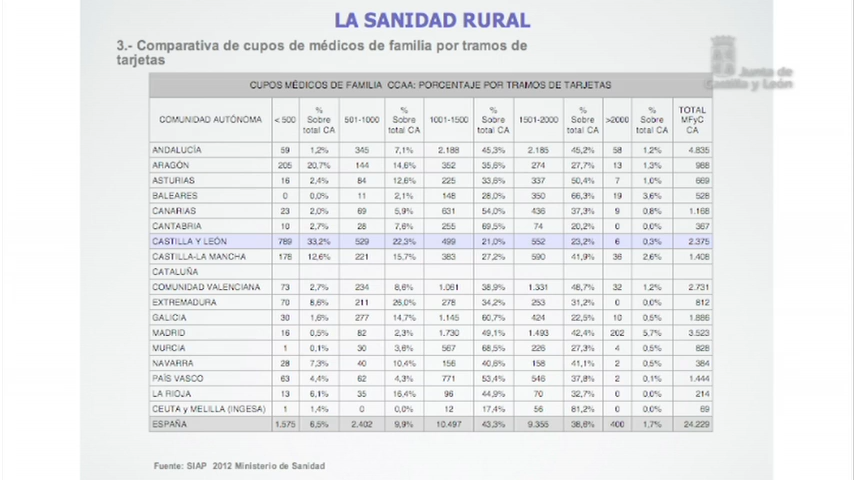 LA SANIDAD RURAL
3.- Comparativa de cupos de médicos de familia por tramos de
tarjetas
Junta de
Castilla y León
CUPOS MÉDICOS DE FAMILIA CCAA: PORCENTAJE POR TRAMOS DE TARJETAS
COMUNIDAD AUTÓNOMA < 500 % Sobre total CA 501-1000 % Sobre total CA 1001-1500 % Sobre total CA 1501-2000 % Sobre total CA >2000 % Sobre total CA TOTAL MFyC CA
ANDALUCÍA 59 1,2% 345 7,1% 2.188 45,3% 2.185 45,2% 58 1,2% 4.835
ARAGÓN 205 20,7% 144 14,6% 352 35,6% 274 27,7% 13 1,3% 988
ASTURIAS 16 2,4% 84 12,6% 225 33,6% 337 50,4% 7 1,0% 669
BALEARES 0 0,0% 11 2,1% 148 28,0% 350 66,3% 19 3,6% 528
CANARIAS 23 2,0% 69 5,9% 631 54,0% 436 37,3% 9 0,8% 1.168
CANTABRIA 10 2,7% 28 7,6% 255 69,5% 74 20,2% 0 0,0% 367
CASTILLA Y LEÓN 789 33,2% 529 22,3% 499 21,0% 552 23,2% 6 0,3% 2.375
CASTILLA-LA MANCHA 178 12,6% 221 15,7% 383 27,2% 590 41,9% 36 2,6% 1.408
CATALUÑA
COMUNIDAD VALENCIANA 73 2,7% 234 8,6% 1.061 38,9% 1.331 48,7% 32 1,2% 2.731
EXTREMADURA 70 8,6% 211 26,0% 278 34,2% 253 31,2% 0 0,0% 812
GALICIA 30 1,6% 277 14,7% 1.145 60,7% 424 22,5% 10 0,5% 1.886
MADRID 16 0,5% 82 2,3% 1.730 49,1% 1.493 42,4% 202 5,7% 3.523
MURCIA 1 0,1% 30 3,6% 567 68,5% 226 27,3% 4 0,5% 828
NAVARRA 28 7,3% 40 10,4% 156 40,6% 158 41,1% 2 0,5% 384
PAÍS VASCO 63 4,4% 62 4,3% 771 53,4% 546 37,8% 2 0,1% 1.444
LA RIOJA 13 6,1% 35 16,4% 96 44,9% 70 32,7% 0 0,0% 214
CEUTA y MELILLA (INGESA) 1 1,4% 0 0,0% 12 17,4% 56 81,2% 0 0,0% 69
ESPAÑA 1.575 6,5% 2.402 9,9% 10.497 43,3% 9.355 38,6% 400 1,7% 24.229
Fuente: SIAP 2012 Ministerio de Sanidad